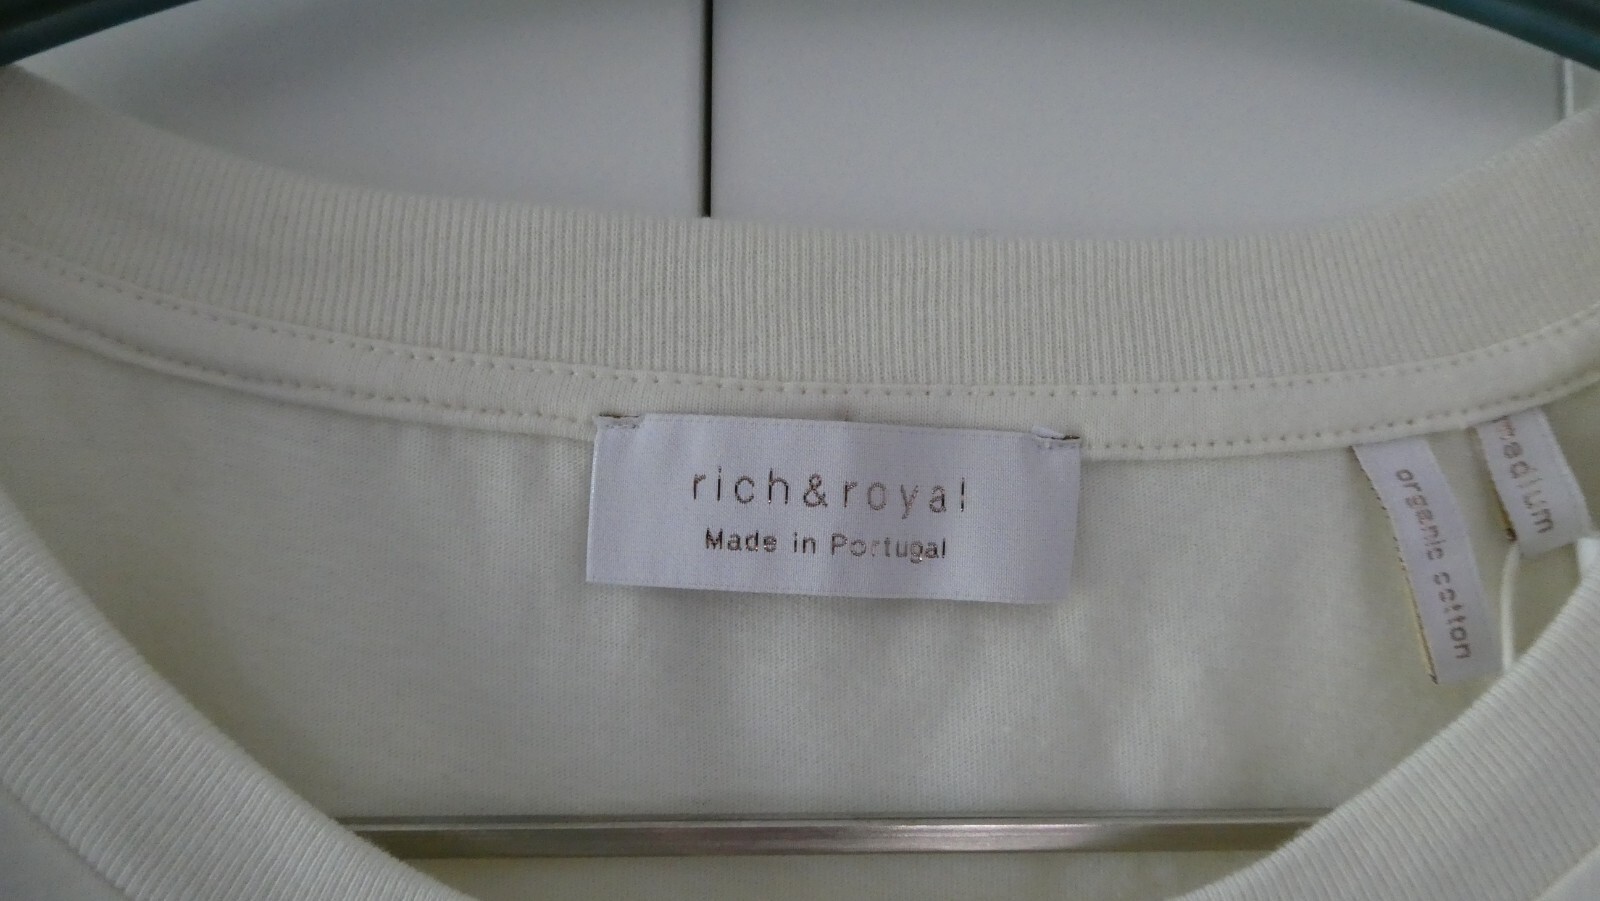 rich&royal
Made in Portugal
organic cotton
medium